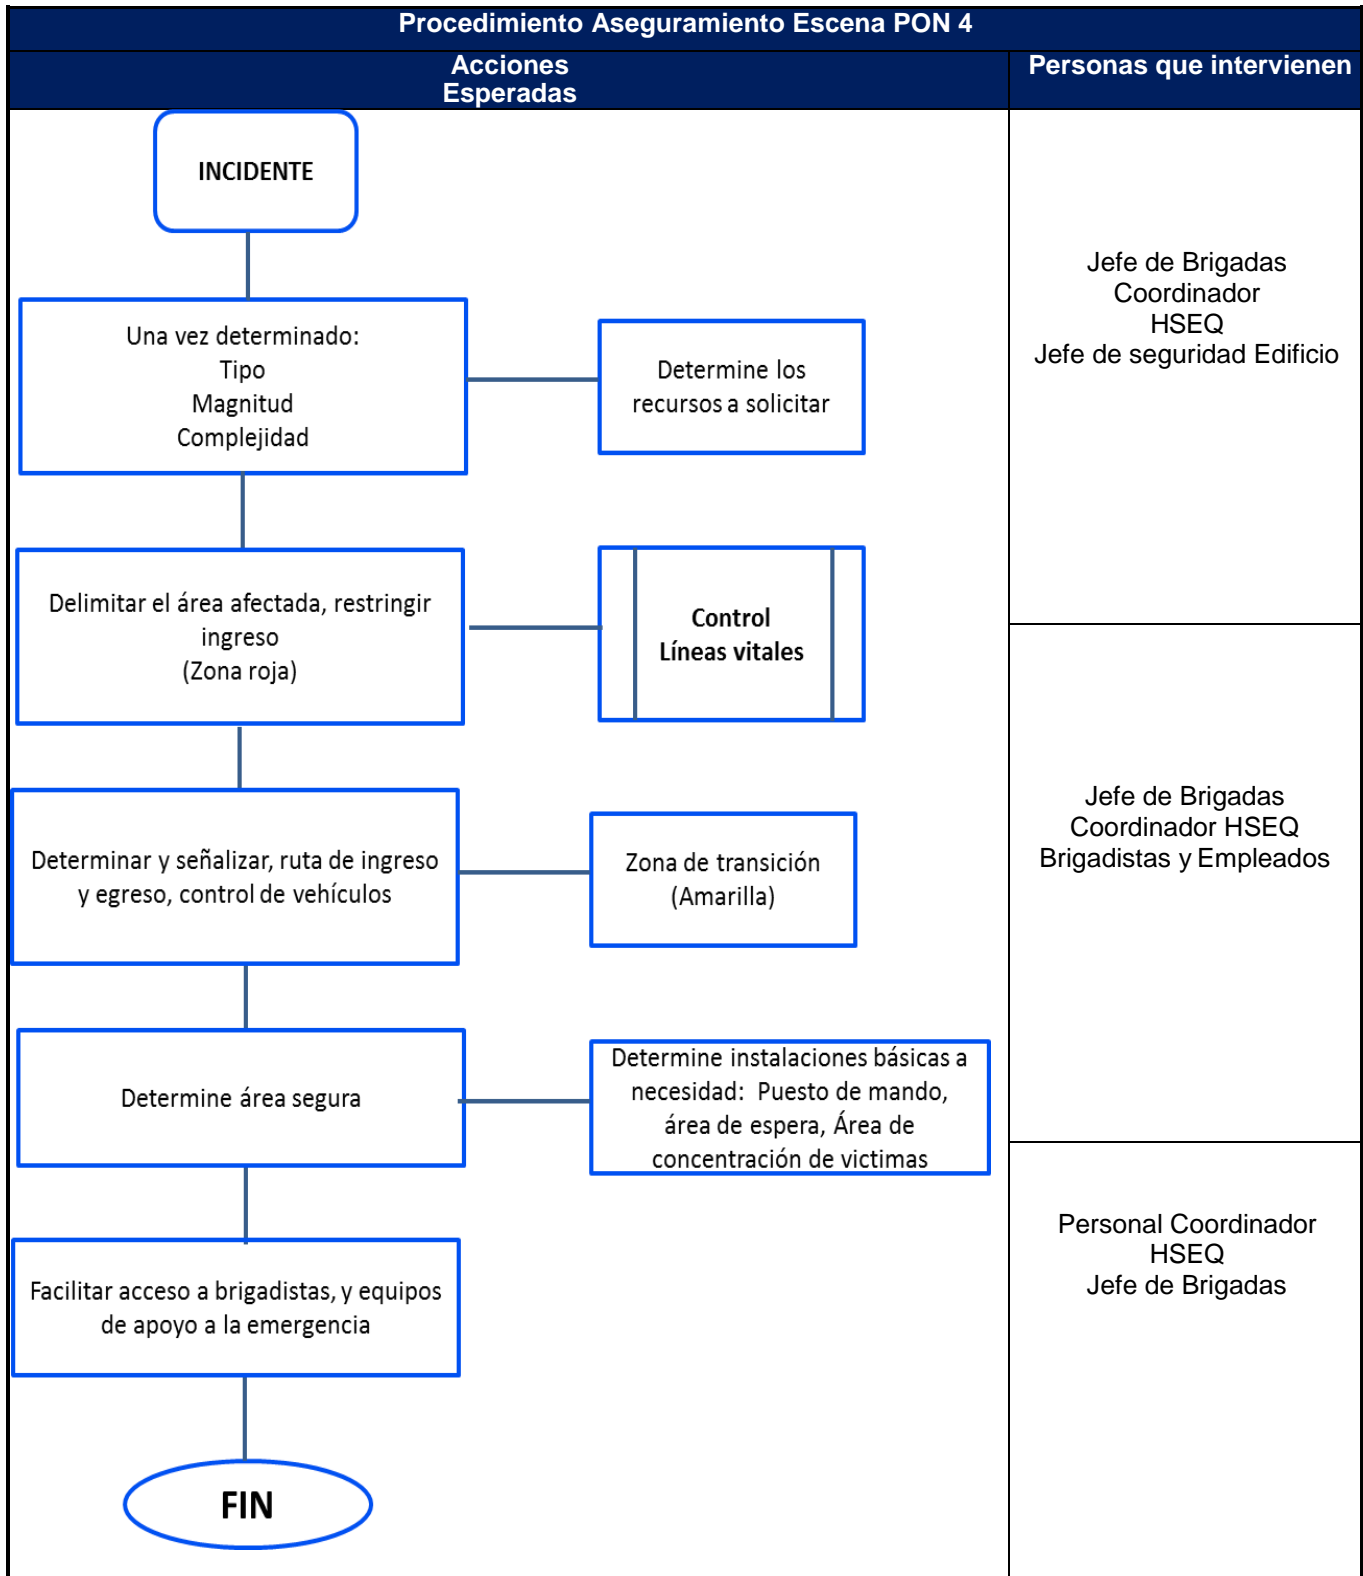 Procedimiento Aseguramiento Escena PON 4
Acciones
Esperadas
Personas que intervienen
INCIDENTE
Una vez determinado:
Tipo
Magnitud
Complejidad
Determine los
recursos a solicitar
Delimitar el área afectada, restringir
ingreso
(Zona roja)
Control
Líneas vitales
Determinar y señalizar, ruta de ingreso
y egreso, control de vehículos
Zona de transición
(Amarilla)
Determine área segura
Determine instalaciones básicas a
necesidad: Puesto de mando,
área de espera, Área de
concentración de victimas
Facilitar acceso a brigadistas, y equipos
de apoyo a la emergencia
FIN
Jefe de Brigadas
Coordinador
HSEQ
Jefe de seguridad Edificio
Jefe de Brigadas
Coordinador HSEQ
Brigadistas y Empleados
Personal Coordinador
HSEQ
Jefe de Brigadas